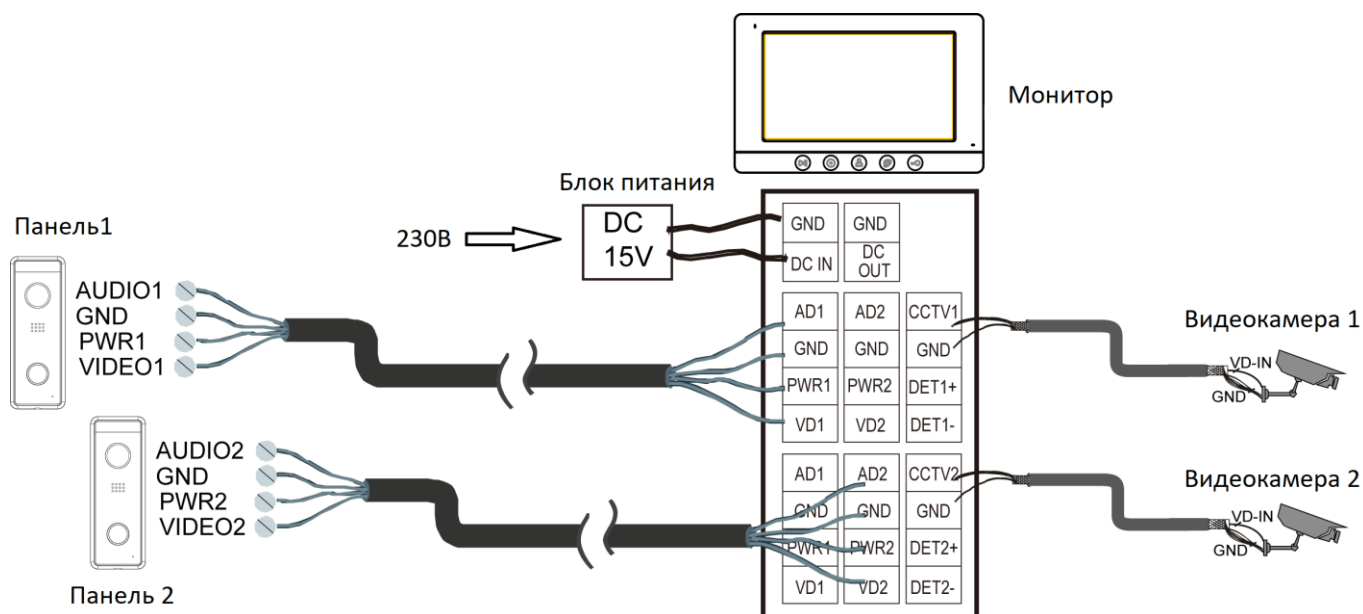 Монитор
Блок питания
Панель1
230В
DC
15V
GND
GND
DC IN
DC
OUT
AUDIO1
GND
PWR1
VIDEO1
AD1
AD2
CCTV1
GND
GND
GND
PWR1
PWR2
DET1+
VD1
VD2
DET1-
Видеокамера 1
VD-IN
GND
AUDIO2
GND
PWR2
VIDEO2
Панель 2
AD1
AD2
CCTV2
GND
GND
GND
PWR1
PWR2
DET2+
VD1
VD2
DET2-
Видеокамера 2
VD-IN
GND